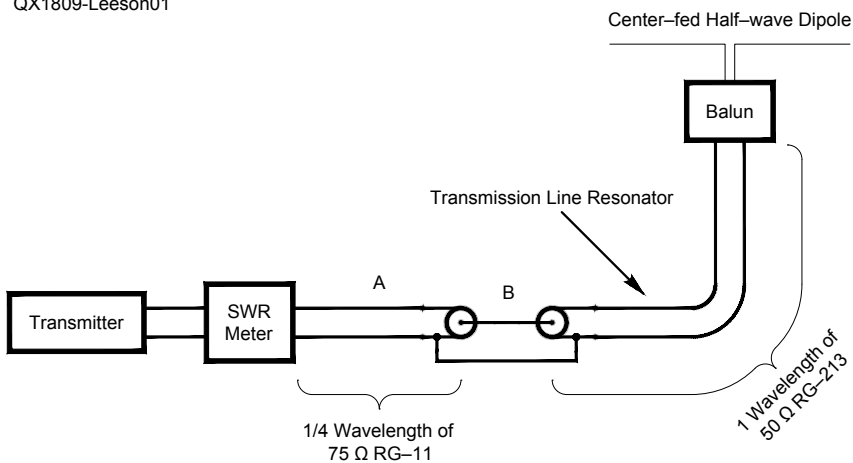 QX1809-Leeson01
Center–fed Half–wave Dipole
Balun
Transmission Line Resonator
A
B
Transmitter
SWR
Meter
1/4 Wavelength of
75 Ω RG–11
1 Wavelength of
50 Ω RG–213